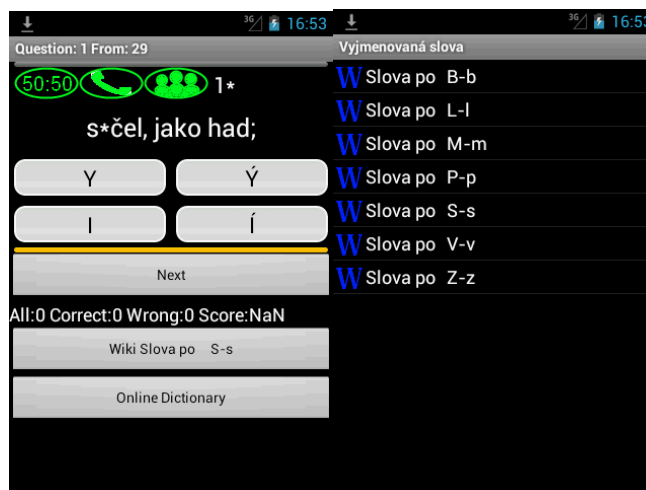 36 16:53
Question: 1 From: 29
50:50 1*
s*čel, jako had;
Y Ý
I Í
Next
All:0 Correct:0 Wrong:0 Score:NaN
Wiki Slova po S-s
Online Dictionary
36 16:53
Vyjmenovaná slova
W Slova po B-b
W Slova po L-l
W Slova po M-m
W Slova po P-p
W Slova po S-s
W Slova po V-v
W Slova po Z-z